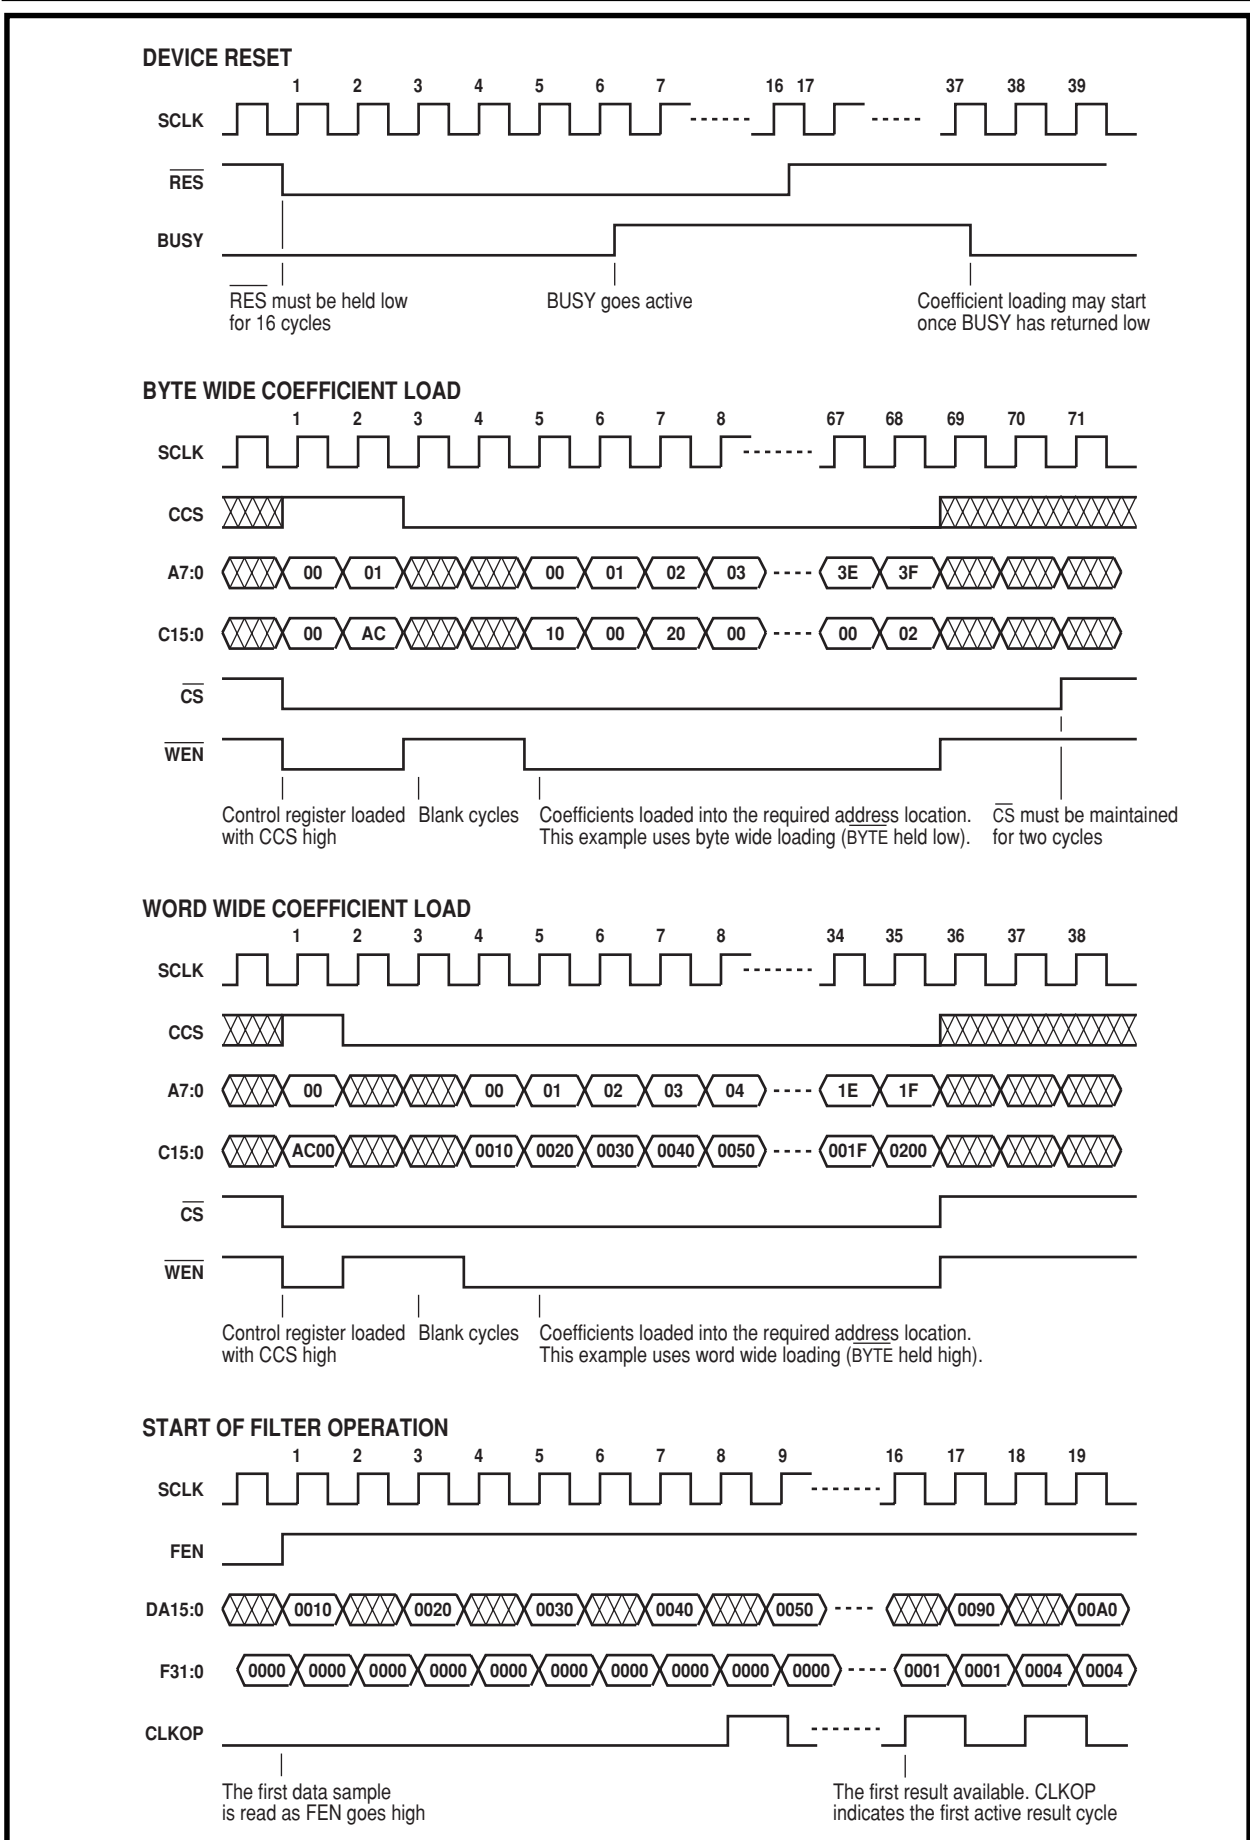 DEVICE RESET
1 2 3 4 5 6 7 16 17 37 38 39
SCLK
RES
BUSY
RES must be held low
for 16 cycles
BUSY goes active
Coefficient loading may start
once BUSY has returned low
BYTE WIDE COEFFICIENT LOAD
1 2 3 4 5 6 7 8 67 68 69 70 71
SCLK
CCS
A7:0 00 01 00 01 02 03 3E 3F
C15:0 00 AC 10 00 20 00 00 02
CS
WEN
Control register loaded
with CCS high
Blank cycles
Coefficients loaded into the required address location.
This example uses byte wide loading (BYTE held low).
CS must be maintained
for two cycles
WORD WIDE COEFFICIENT LOAD
1 2 3 4 5 6 7 8 34 35 36 37 38
SCLK
CCS
A7:0 00 00 01 02 03 04 1E 1F
C15:0 AC00 0010 0020 0030 0040 0050 001F 0200
CS
WEN
Control register loaded
with CCS high
Blank cycles
Coefficients loaded into the required address location.
This example uses word wide loading (BYTE held high).
START OF FILTER OPERATION
1 2 3 4 5 6 7 8 9 16 17 18 19
SCLK
FEN
DA15:0 0010 0020 0030 0040 0050 0090 00A0
F31:0 0000 0000 0000 0000 0000 0000 0000 0000 0000 0000 0001 0001 0004 0004
CLKOP
The first data sample
is read as FEN goes high
The first result available. CLKOP
indicates the first active result cycle